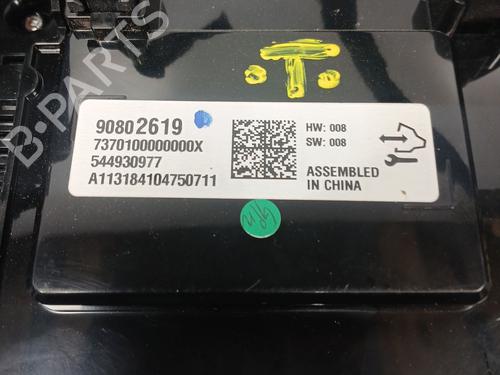 .T.
90802619
7370100000000X
544930977
A113184104750711
HW: 008
SW: 008
ASSEMBLED
IN CHINA
B-PARTS